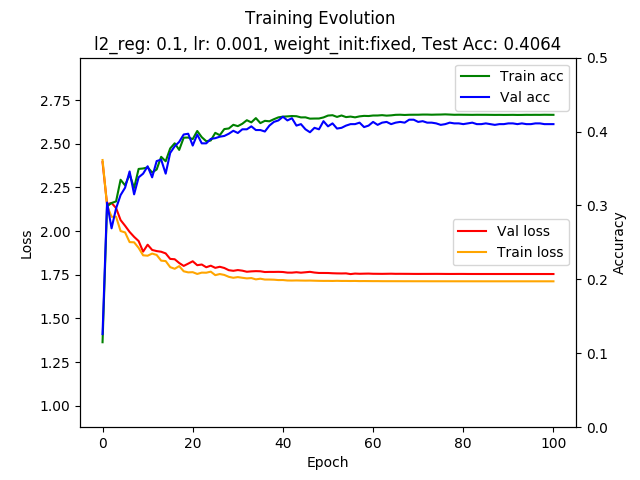 Training Evolution
l2_reg: 0.1, lr: 0.001, weight_init:fixed, Test Acc: 0.4064
Train acc
Val acc
Val loss
Train loss
Loss
2.75
2.50
2.25
2.00
1.75
1.50
1.25
1.00
0.5
0.4
0.3
0.2
0.1
0.0
Accuracy
0 20 40 60 80 100
Epoch